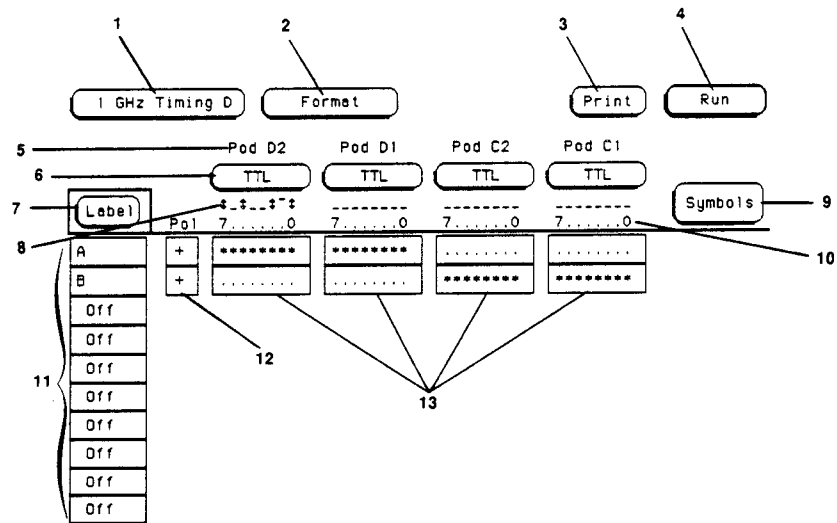 1 2 3 4
1 GHz Timing D Format Print Run
5 Pod D2 Pod D1 Pod C2 Pod C1
6 TTL TTL TTL TTL
7 Label Symbols 9
8 Pol 7.....0 7.....0 7.....0 7.....0 10
A + ******** ******** ........ ........
B + ........ ........ ******** ********
Off
Off 12
Off
11 Off 13
Off
Off
Off
Off